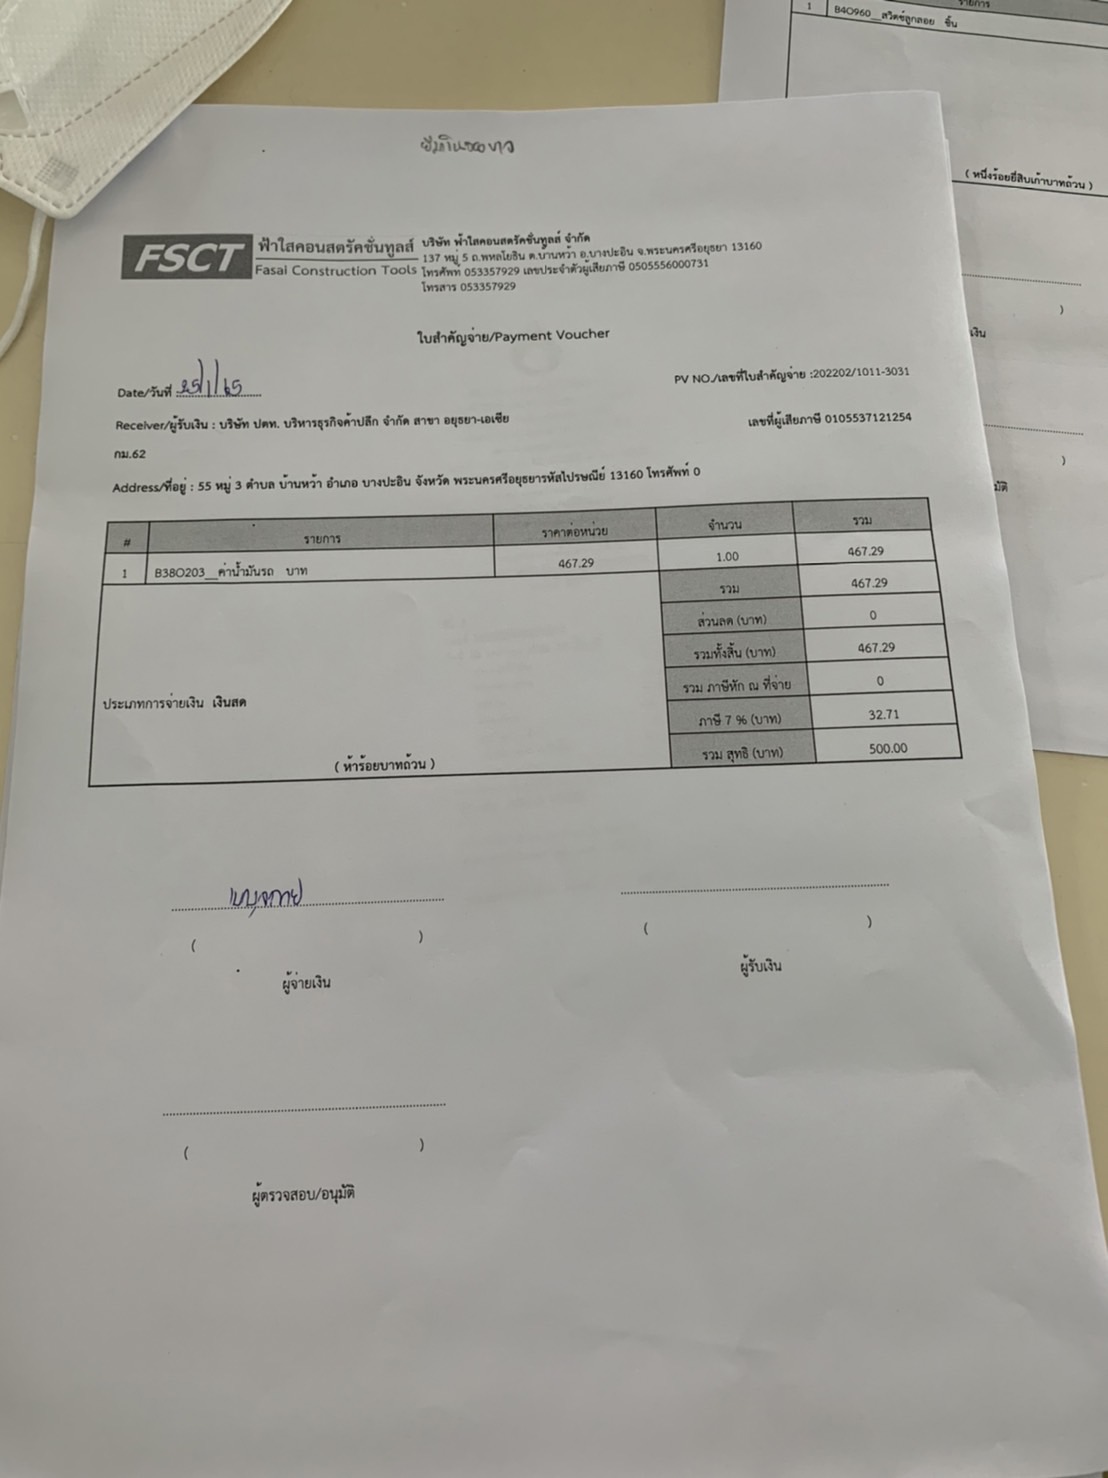 FSCT
ฟ้าใสคอนสตรัคชั่นทูลส์
Fasai Construction Tools
บริษัท ฟ้าใสคอนสตรัคชั่นทูลส์ จำกัด
137 หมู่ 5 ถ.พหลโยธิน ต.บ้านหว้า อ.บางปะอิน จ.พระนครศรีอยุธยา 13160
โทรศัพท์ 053357929 เลขประจำตัวผู้เสียภาษี 0505556000731
โทรสาร 053357929
ใบสำคัญจ่าย/Payment Voucher
Date/วันที่ 25/1/65
PV NO./เลขที่ใบสำคัญจ่าย :202202/1011-3031
Receiver/ผู้รับเงิน : บริษัท ปตท. บริหารธุรกิจค้าปลีก จำกัด สาขา อยุธยา-เอเซีย
กม.62
เลขที่ผู้เสียภาษี 0105537121254
Address/ที่อยู่ : 55 หมู่ 3 ตำบล บ้านหว้า อำเภอ บางปะอิน จังหวัด พระนครศรีอยุธยารหัสไปรษณีย์ 13160 โทรศัพท์ 0
# รายการ ราคาต่อหน่วย จำนวน รวม
1 B380203__ค่าน้ำมันรถ บาท 467.29 1.00 467.29
รวม 467.29
ส่วนลด (บาท) 0
รวมทั้งสิ้น (บาท) 467.29
รวม ภาษีหัก ณ ที่จ่าย 0
ประเภทการจ่ายเงิน เงินสด
ภาษี 7 % (บาท) 32.71
( ห้าร้อยบาทถ้วน )
รวม สุทธิ (บาท) 500.00
( )
ผู้จ่ายเงิน
( )
ผู้รับเงิน
( )
ผู้ตรวจสอบ/อนุมัติ
รายการ
1 B40960__สวิตซ์ลูกลอย ชิ้น
( หนึ่งร้อยยี่สิบเก้าบาทถ้วน )
)
เงิน
)
มัติ